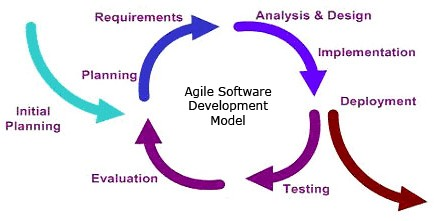 Requirements
Analysis & Design
Implementation
Planning
Agile Software
Development
Model
Deployment
Initial
Planning
Evaluation
Testing